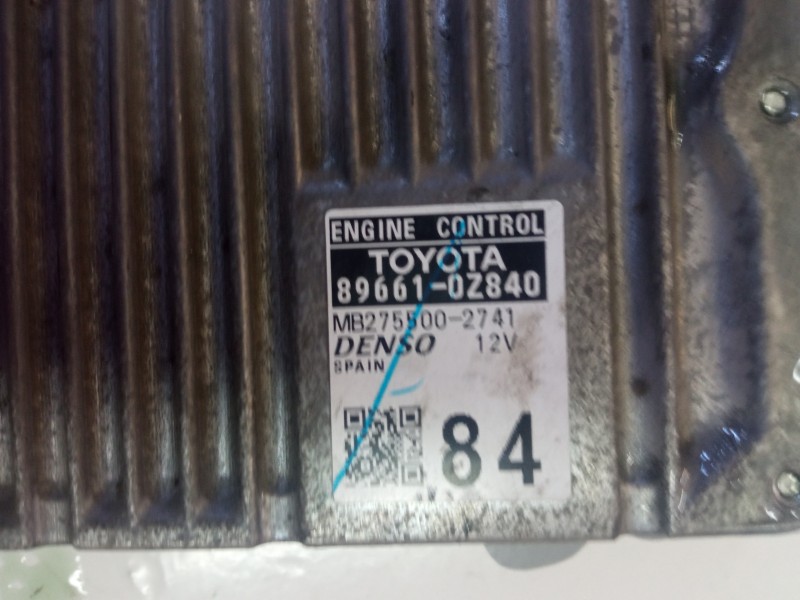 ENGINE CONTROL
TOYOTA
89661-0Z840
MB275500-2741
DENSO 12V
SPAIN
84